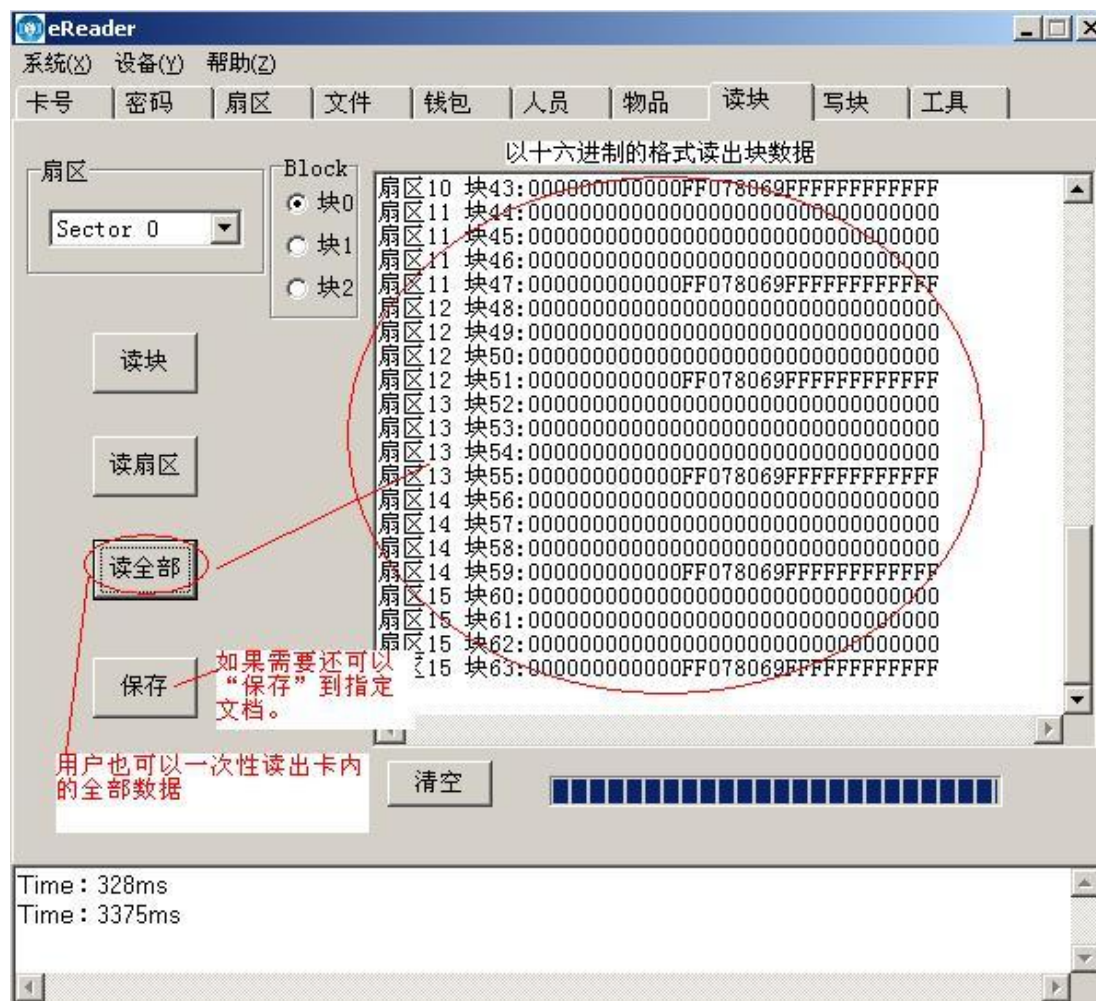 eReader
系统(X) 设备(Y) 帮助(Z)
卡号 密码 扇区 文件 钱包 人员 物品 读块 写块 工具
以十六进制的格式读出块数据
扇区
Sector 0
Block
块0
块1
块2
读块
读扇区
读全部
保存
扇区10 块43:000000000000FF078069FFFFFFFFFFFF
扇区11 块44:00000000000000000000000000000000
扇区11 块45:00000000000000000000000000000000
扇区11 块46:00000000000000000000000000000000
扇区11 块47:000000000000FF078069FFFFFFFFFFFF
扇区12 块48:00000000000000000000000000000000
扇区12 块49:00000000000000000000000000000000
扇区12 块50:00000000000000000000000000000000
扇区12 块51:000000000000FF078069FFFFFFFFFFFF
扇区13 块52:00000000000000000000000000000000
扇区13 块53:00000000000000000000000000000000
扇区13 块54:00000000000000000000000000000000
扇区13 块55:000000000000FF078069FFFFFFFFFFFF
扇区14 块56:00000000000000000000000000000000
扇区14 块57:00000000000000000000000000000000
扇区14 块58:00000000000000000000000000000000
扇区14 块59:000000000000FF078069FFFFFFFFFFFF
扇区15 块60:00000000000000000000000000000000
扇区15 块61:00000000000000000000000000000000
扇区15 块62:00000000000000000000000000000000
15 块63:000000000000FF078069FFFFFFFFFFFF
如果需要还可以
“保存”到指定
文档。
用户也可以一次性读出卡内
的全部数据
清空
Time：328ms
Time：3375ms